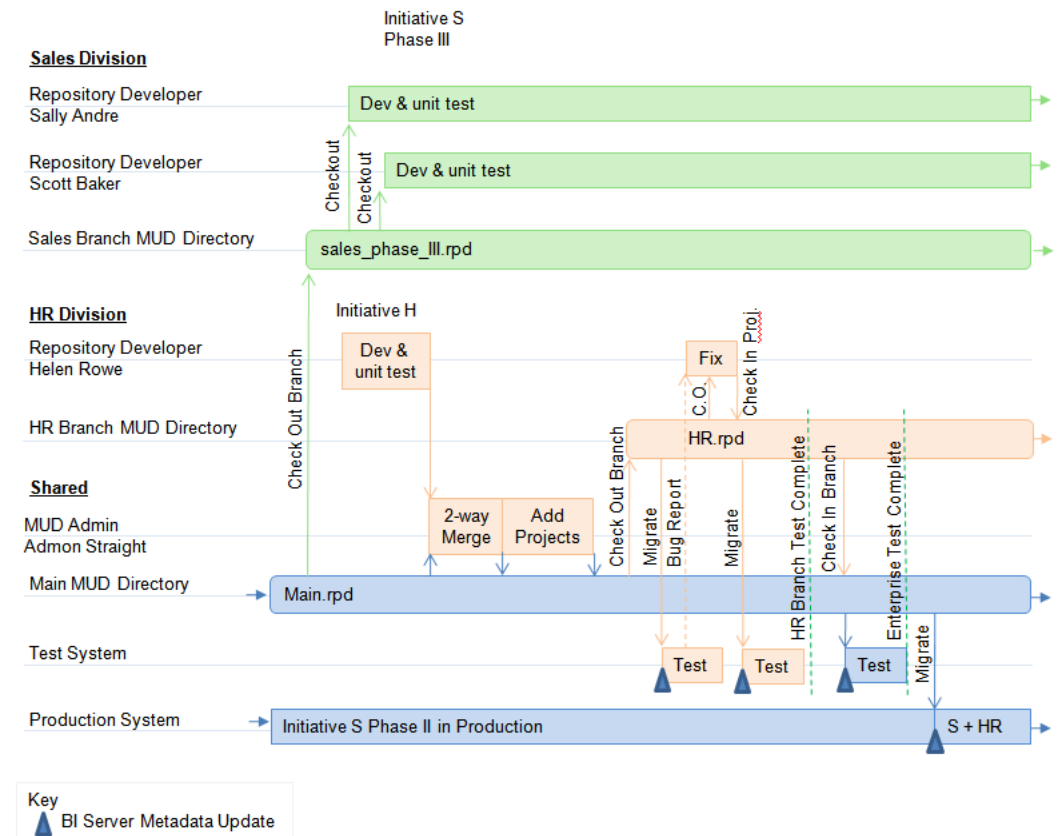 Initiative S
Phase III
Sales Division
Repository Developer
Sally Andre
Dev & unit test
Checkout
Repository Developer
Scott Baker
Dev & unit test
Checkout
Sales Branch MUD Directory
sales_phase_III.rpd
Check Out Branch
HR Division
Initiative H
Repository Developer
Helen Rowe
Dev &
unit test
Fix
C.O.
Check In Proj.
HR Branch MUD Directory
HR.rpd
Shared
MUD Admin
Admon Straight
2-way
Merge
Add
Projects
Check Out Branch
Migrate
Bug Report
Migrate
HR Branch Test Complete
Check In Branch
Enterprise Test Complete
Main MUD Directory
Main.rpd
Test System
Test
Test
Test
Migrate
Production System
Initiative S Phase II in Production
S + HR
Key
BI Server Metadata Update